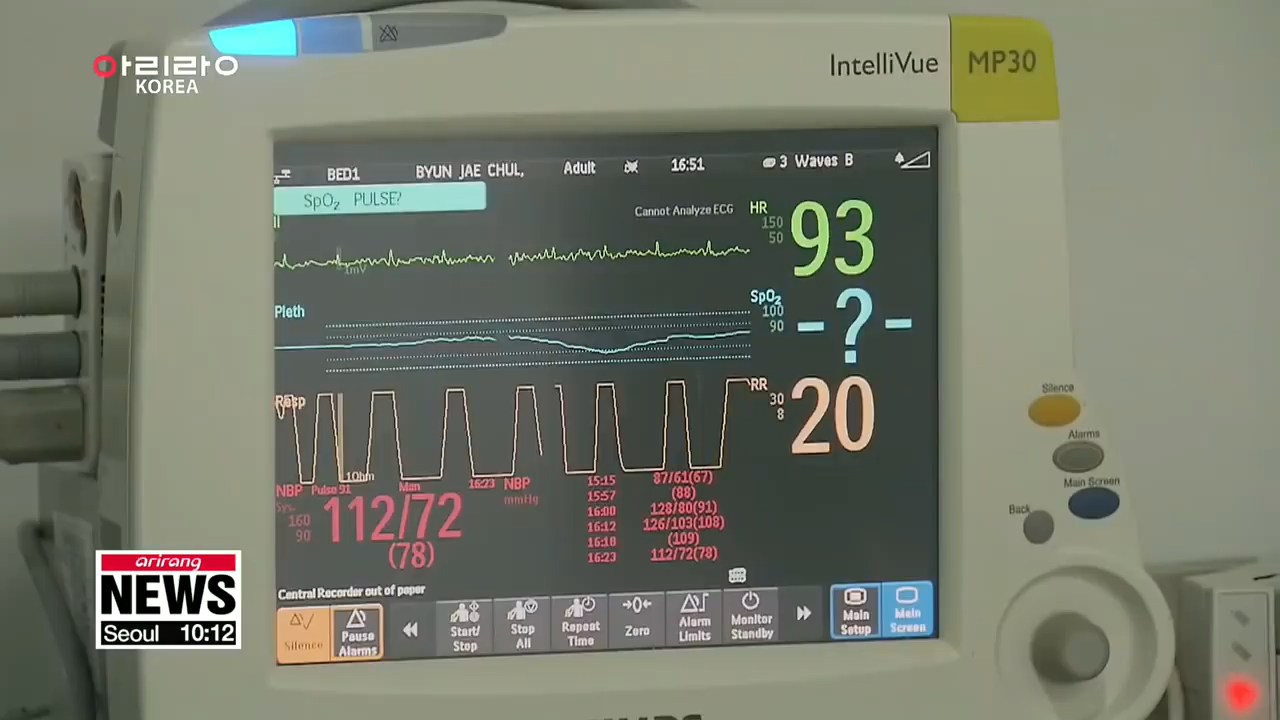 아리랑
KOREA
IntelliVue
MP30
BED1
BYUN JAE CHUL,
Adult
16:51
3 Waves B
SpO₂ PULSE?
II
Cannot Analyze ECG
HR
150
50
93
1mV
Pleth
SpO₂
100
90
-?-
Resp
RR
30
8
20
1Ohm
NBP
Pulse 91
Man
16:23
NBP
mmHg
Sys.
160
90
112/72
(78)
15:15 87/61(67)
15:57 (88)
16:00 128/80(91)
16:12 126/103(108)
16:18 (109)
16:23 112/72(78)
Central Recorder out of paper
Silence
Pause
Alarms
Start/
Stop
Stop
All
Repeat
Time
Zero
Alarm
Limits
Monitor
Standby
Main
Setup
Main
Screen
Silence
Alarms
Main Screen
Back
arirang
NEWS
Seoul 10:12
PHILIPS